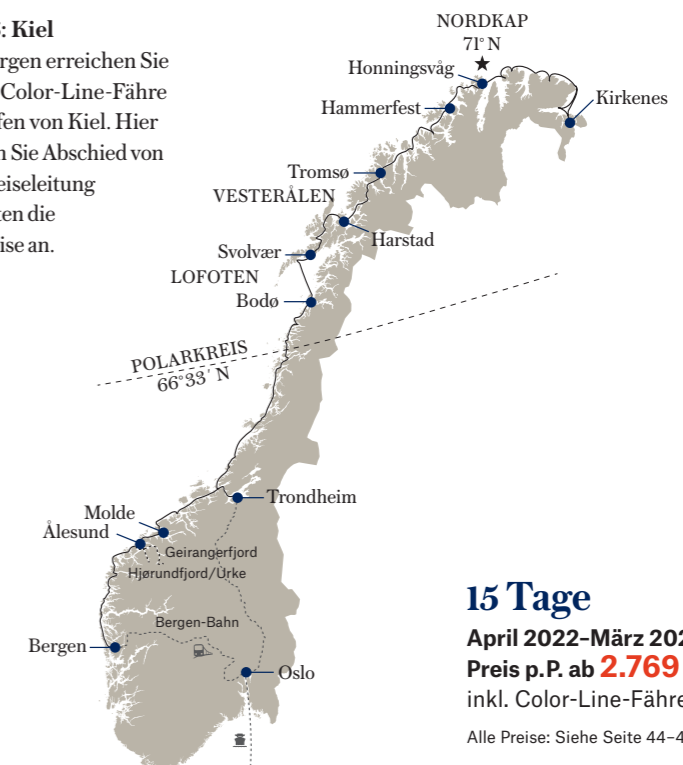 : Kiel
rgen erreichen Sie
Color-Line-Fähre
fen von Kiel. Hier
n Sie Abschied von
eiseleitung
ten die
ise an.
NORDKAP
71° N
Honningsvåg
Kirkenes
Hammerfest
Tromsø
VESTERÅLEN
Harstad
Svolvær
LOFOTEN
Bodø
POLARKREIS
66°33′ N
Trondheim
Molde
Ålesund
Geirangerfjord
Hjørundfjord/Urke
Bergen-Bahn
Bergen
Oslo
15 Tage
April 2022–März 202
Preis p.P. ab 2.769
inkl. Color-Line-Fähre
Alle Preise: Siehe Seite 44–4